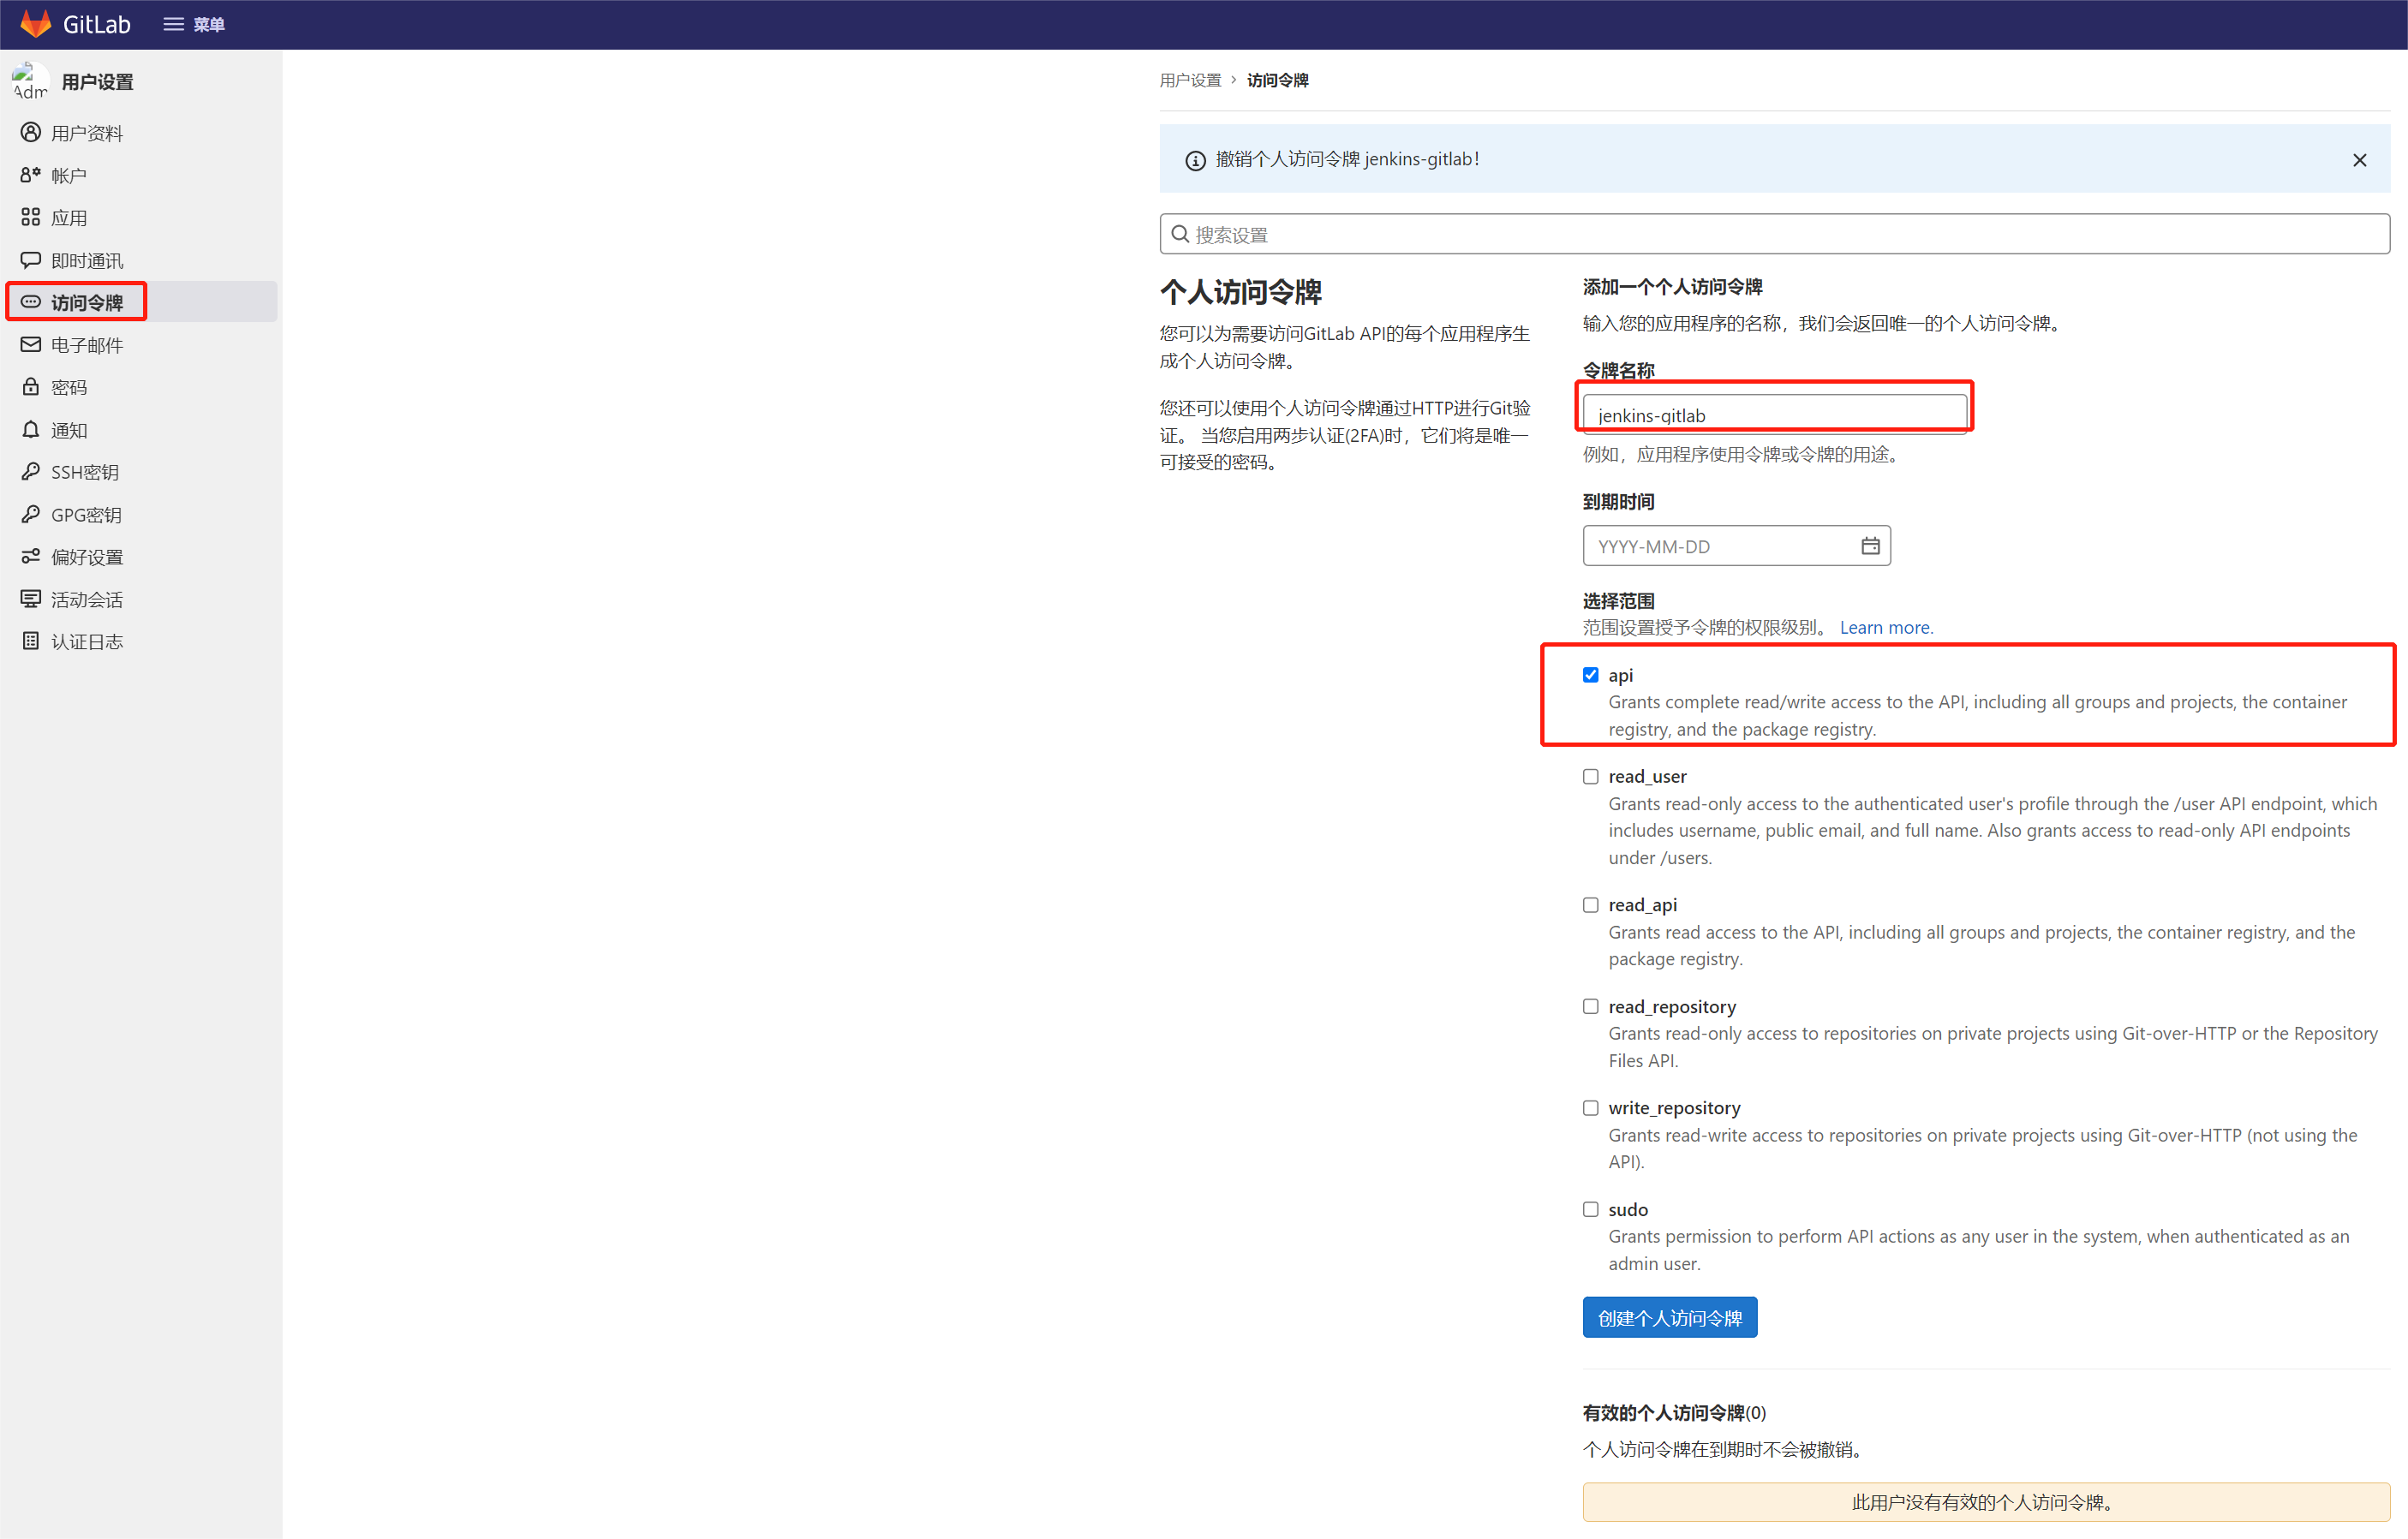 GitLab
菜单
Adm
用户设置
用户资料
帐户
应用
即时通讯
访问令牌
电子邮件
密码
通知
SSH密钥
GPG密钥
偏好设置
活动会话
认证日志
用户设置 › 访问令牌
撤销个人访问令牌 jenkins-gitlab!
搜索设置
个人访问令牌
您可以为需要访问GitLab API的每个应用程序生
成个人访问令牌。
您还可以使用个人访问令牌通过HTTP进行Git验
证。 当您启用两步认证(2FA)时，它们将是唯一
可接受的密码。
添加一个个人访问令牌
输入您的应用程序的名称，我们会返回唯一的个人访问令牌。
令牌名称
jenkins-gitlab
例如，应用程序使用令牌或令牌的用途。
到期时间
YYYY-MM-DD
选择范围
范围设置授予令牌的权限级别。 Learn more.
api
Grants complete read/write access to the API, including all groups and projects, the container
registry, and the package registry.
read_user
Grants read-only access to the authenticated user's profile through the /user API endpoint, which
includes username, public email, and full name. Also grants access to read-only API endpoints
under /users.
read_api
Grants read access to the API, including all groups and projects, the container registry, and the
package registry.
read_repository
Grants read-only access to repositories on private projects using Git-over-HTTP or the Repository
Files API.
write_repository
Grants read-write access to repositories on private projects using Git-over-HTTP (not using the
API).
sudo
Grants permission to perform API actions as any user in the system, when authenticated as an
admin user.
创建个人访问令牌
有效的个人访问令牌(0)
个人访问令牌在到期时不会被撤销。
此用户没有有效的个人访问令牌。